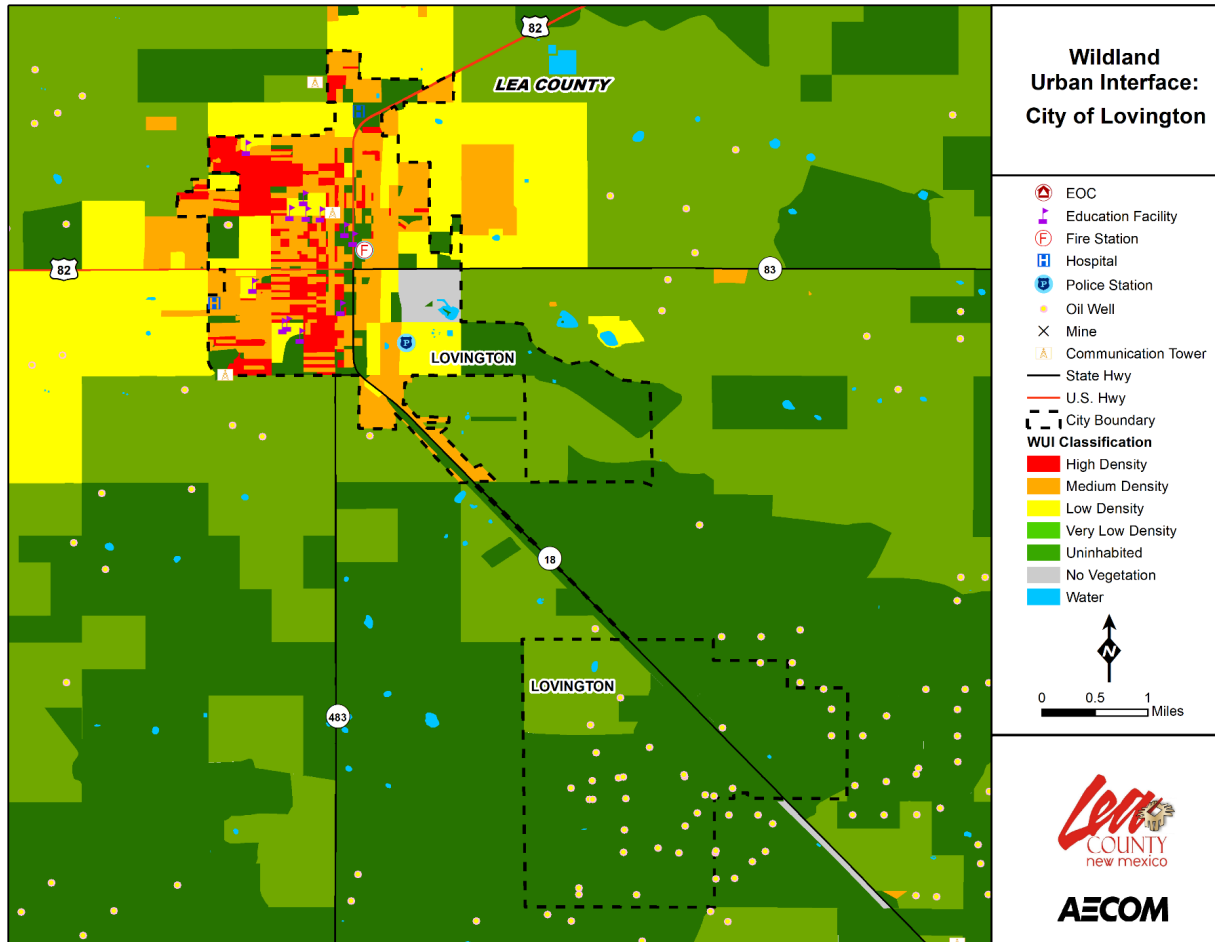 Wildland
Urban Interface:
City of Lovington
EOC
Education Facility
F Fire Station
H Hospital
P Police Station
Oil Well
Mine
A Communication Tower
State Hwy
U.S. Hwy
City Boundary
WUI Classification
High Density
Medium Density
Low Density
Very Low Density
Uninhabited
No Vegetation
Water
N
0 0.5 1
Miles
Lea
COUNTY
new mexico
AECOM
82
LEA COUNTY
H
A
A
F
82
83
H
P
LOVINGTON
A
18
LOVINGTON
483